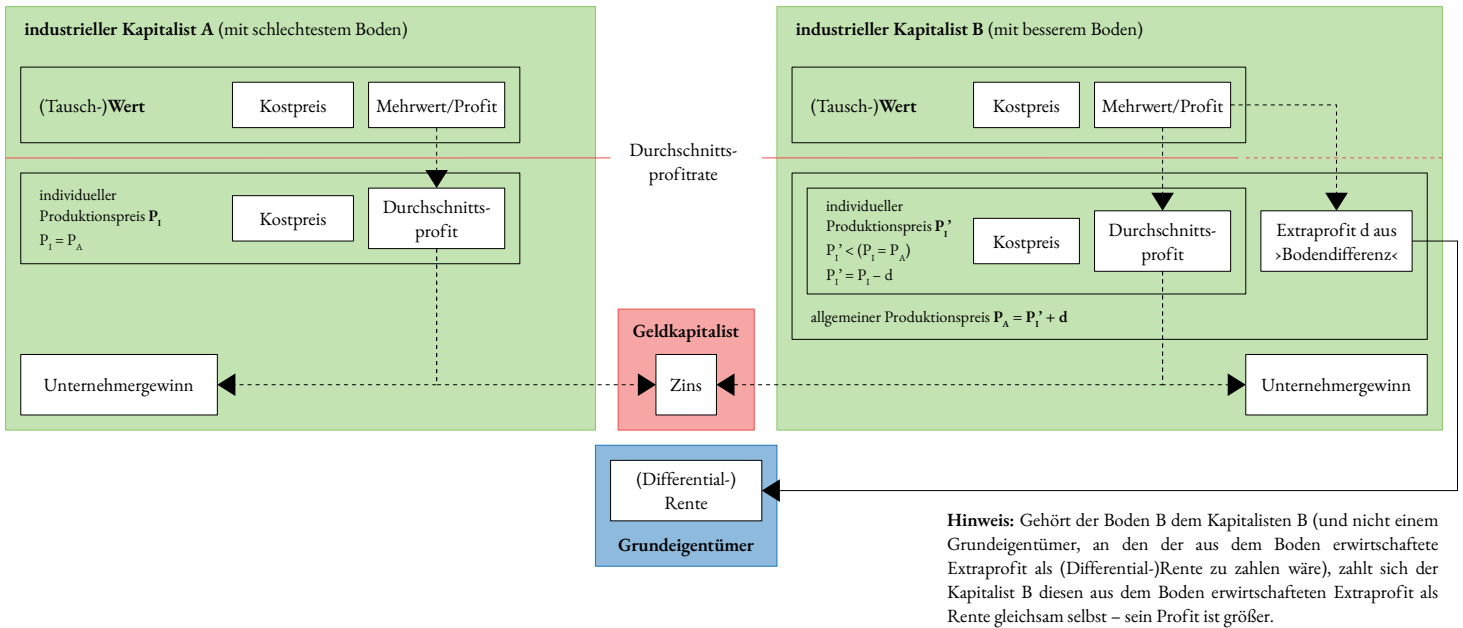 industrieller Kapitalist A (mit schlechtestem Boden)
(Tausch-)Wert
Kostpreis
Mehrwert/Profit
individueller
Produktionspreis P_I
P_I = P_A
Kostpreis
Durchschnitts-
profit
Unternehmergewinn
Durchschnitts-
profitrate
Geldkapitalist
Zins
(Differential-)
Rente
Grundeigentümer
industrieller Kapitalist B (mit besserem Boden)
(Tausch-)Wert
Kostpreis
Mehrwert/Profit
individueller
Produktionspreis P_I’
P_I’ < (P_I = P_A)
P_I’ = P_I – d
Kostpreis
Durchschnitts-
profit
Extraprofit d aus
›Bodendifferenz‹
allgemeiner Produktionspreis P_A = P_I’ + d
Unternehmergewinn
Hinweis: Gehört der Boden B dem Kapitalisten B (und nicht einem
Grundeigentümer, an den der aus dem Boden erwirtschaftete
Extraprofit als (Differential-)Rente zu zahlen wäre), zahlt sich der
Kapitalist B diesen aus dem Boden erwirtschafteten Extraprofit als
Rente gleichsam selbst – sein Profit ist größer.